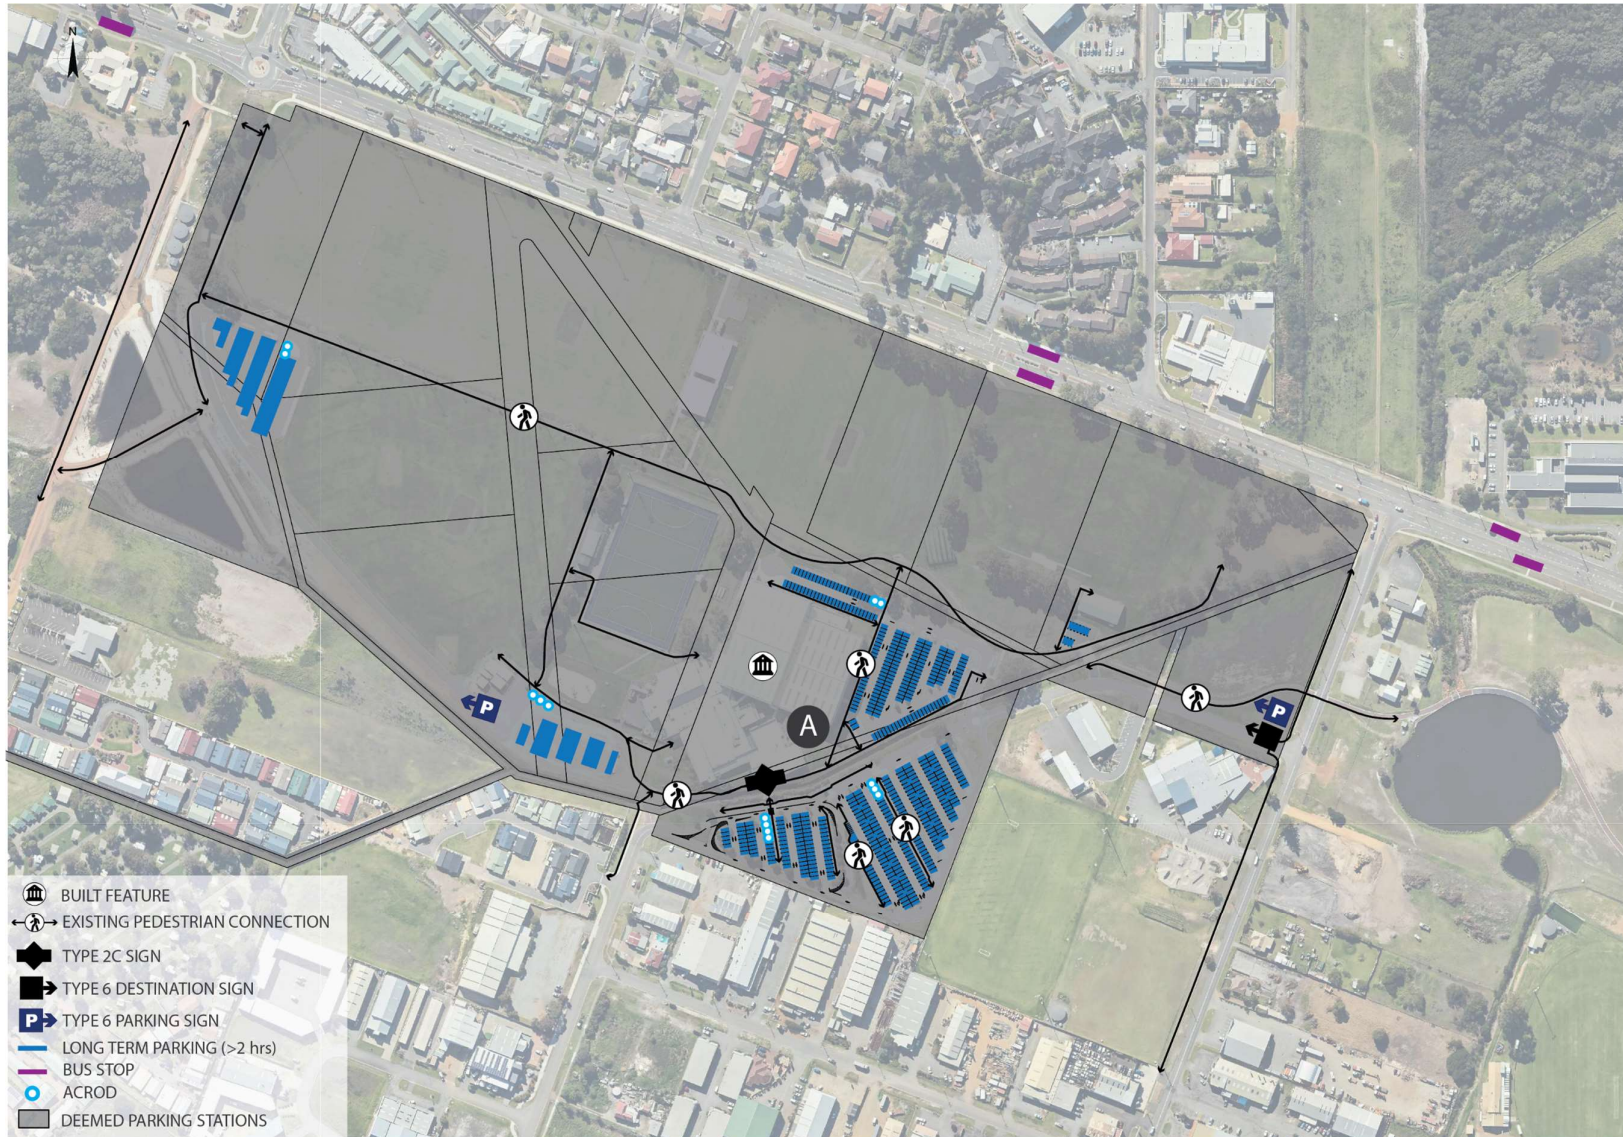 N
P
A
P
BUILT FEATURE
EXISTING PEDESTRIAN CONNECTION
TYPE 2C SIGN
TYPE 6 DESTINATION SIGN
P TYPE 6 PARKING SIGN
LONG TERM PARKING (>2 hrs)
BUS STOP
ACROD
DEEMED PARKING STATIONS